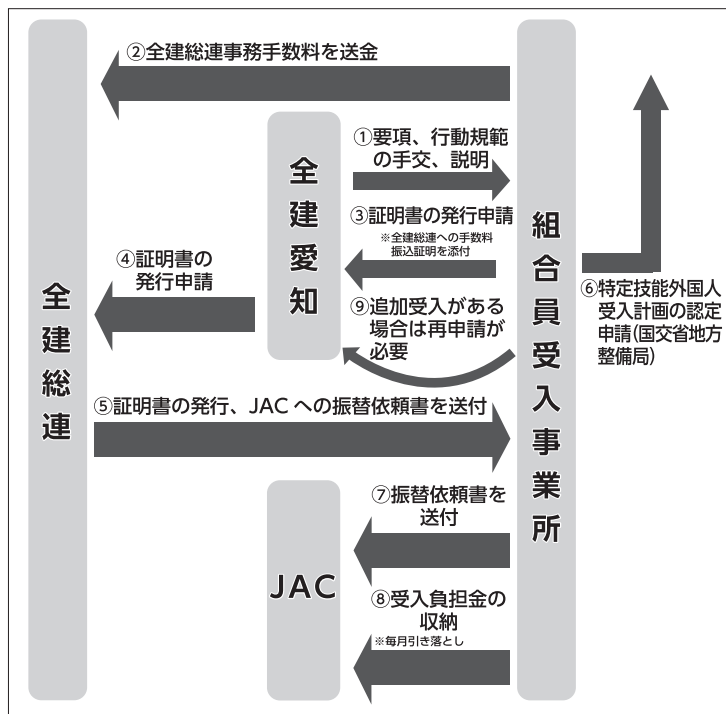 ②全建総連事務手数料を送金
①要項、行動規範
の手交、説明
全建愛知
③証明書の発行申請
※全建総連への手数料
振込証明を添付
④証明書の
発行申請
⑨追加受入がある
場合は再申請が
必要
組合員受入事業所
⑥特定技能外国人
受入計画の認定
申請(国交省地方
整備局)
全建総連
⑤証明書の発行、JACへの振替依頼書を送付
⑦振替依頼書を
送付
JAC
⑧受入負担金の
収納
※毎月引き落とし